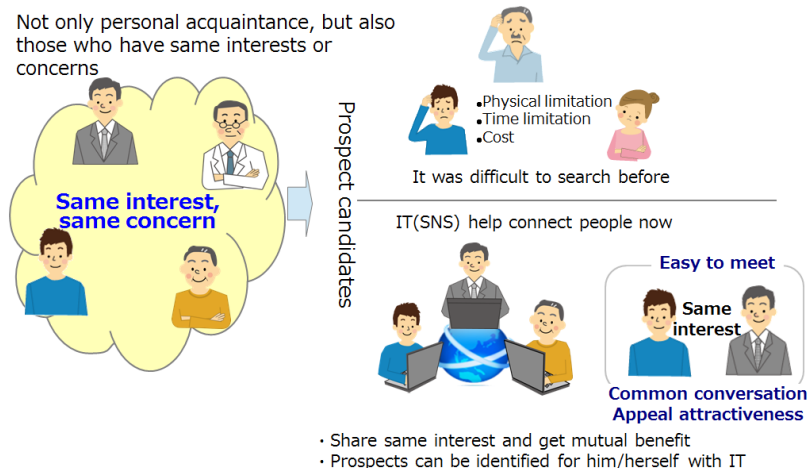 Not only personal acquaintance, but also
those who have same interests or
concerns
Same interest,
same concern
Prospect candidates
•Physical limitation
•Time limitation
•Cost
It was difficult to search before
IT(SNS) help connect people now
Easy to meet
Same
interest
Common conversation
Appeal attractiveness
・Share same interest and get mutual benefit
・Prospects can be identified for him/herself with IT